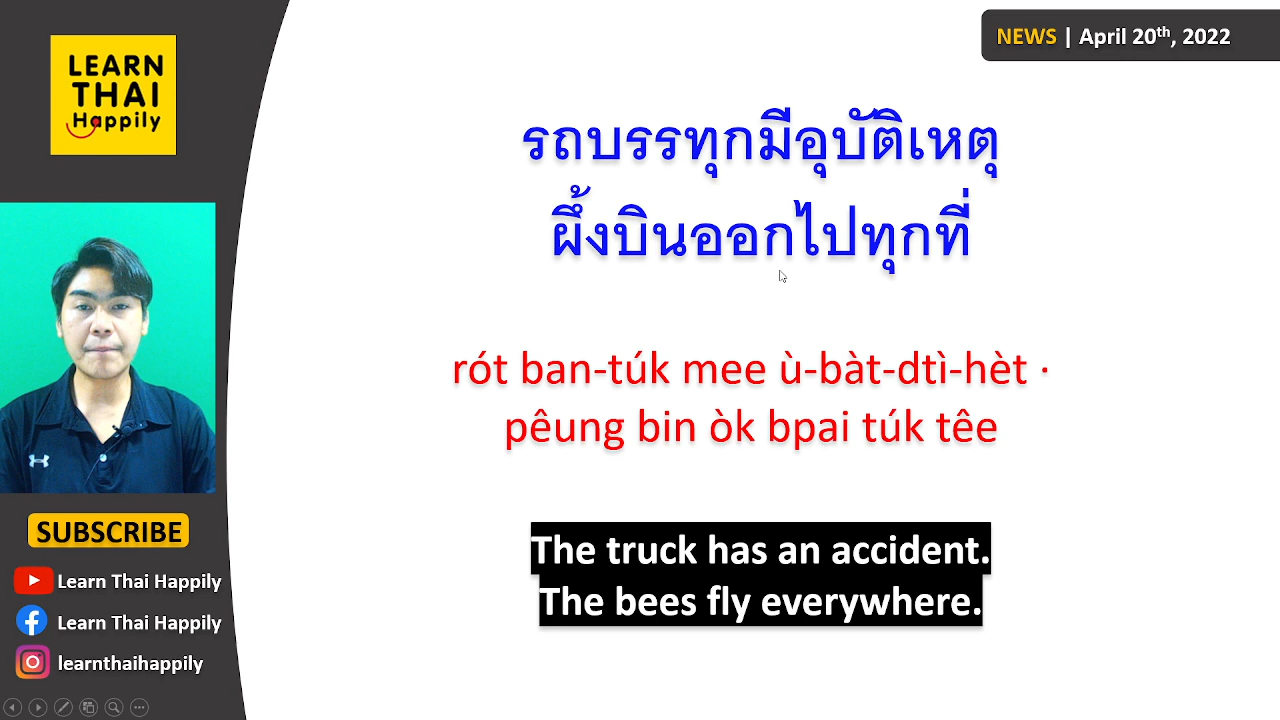 LEARN
THAI
Happily
NEWS | April 20th, 2022
รถบรรทุกมีอุบัติเหตุ
ผึ้งบินออกไปทุกที่
rót ban-túk mee ù-bàt-dtì-hèt ·
pêung bin òk bpai túk têe
The truck has an accident.
The bees fly everywhere.
SUBSCRIBE
Learn Thai Happily
Learn Thai Happily
learnthaihappily